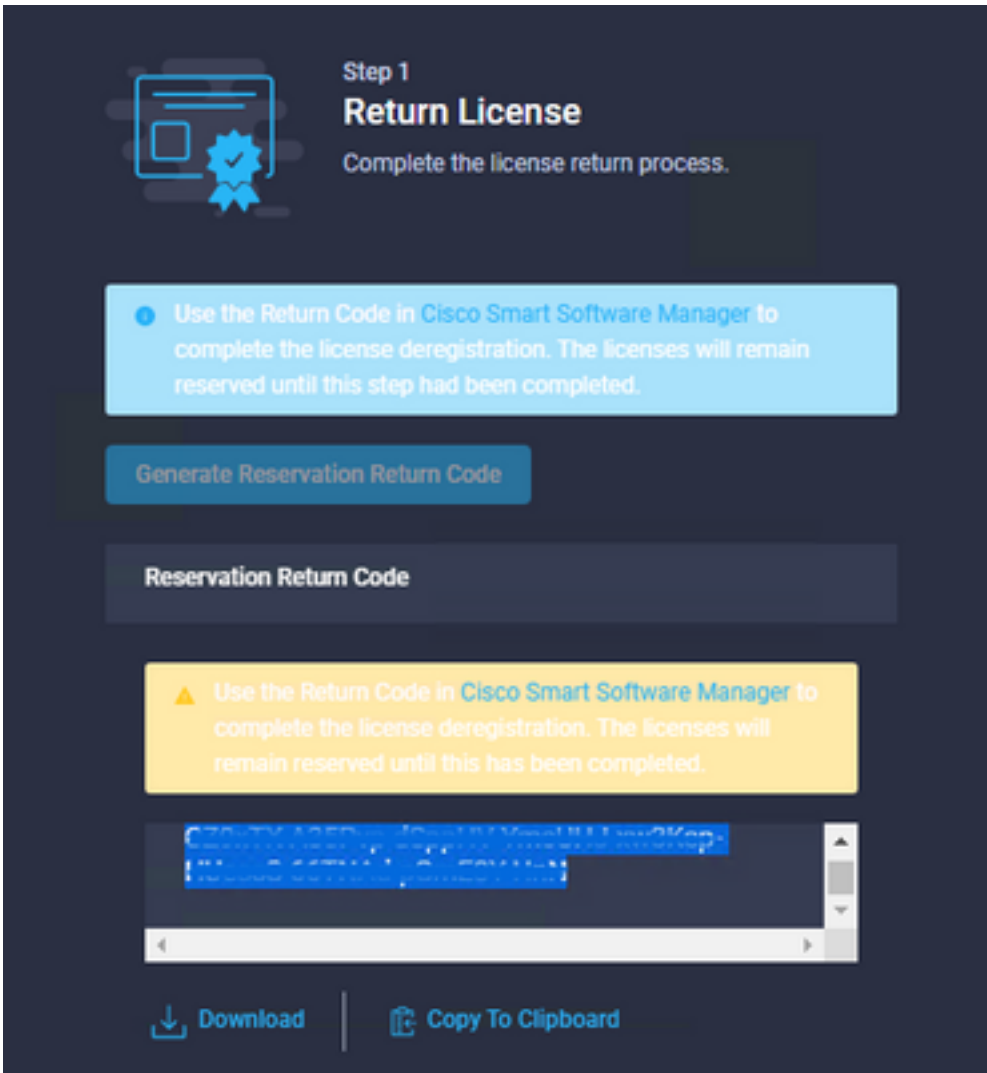 Step 1
Return License
Complete the license return process.
Use the Return Code in Cisco Smart Software Manager to
complete the license deregistration. The licenses will remain
reserved until this step had been completed.
Generate Reservation Return Code
Reservation Return Code
Use the Return Code in Cisco Smart Software Manager to
complete the license deregistration. The licenses will
remain reserved until this has been completed.
Download
Copy To Clipboard